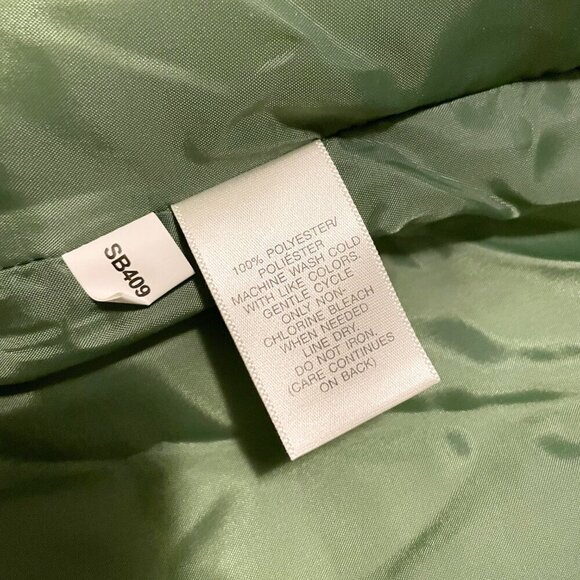 SB409
100% POLYESTER/
POLIÉSTER
MACHINE WASH COLD
WITH LIKE COLORS.
GENTLE CYCLE
ONLY NON-
CHLORINE BLEACH
WHEN NEEDED
LINE DRY.
DO NOT IRON.
(CARE CONTINUES
ON BACK)